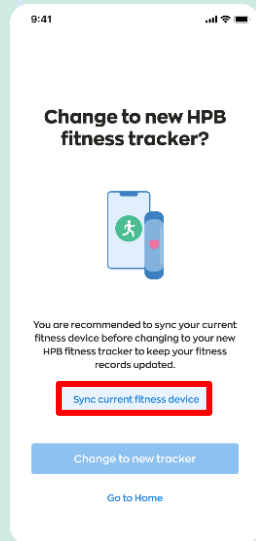 9:41
Change to new HPB
fitness tracker?
You are recommended to sync your current
fitness device before changing to your new
HPB fitness tracker to keep your fitness
records updated.
Sync current fitness device
Change to new tracker
Go to Home